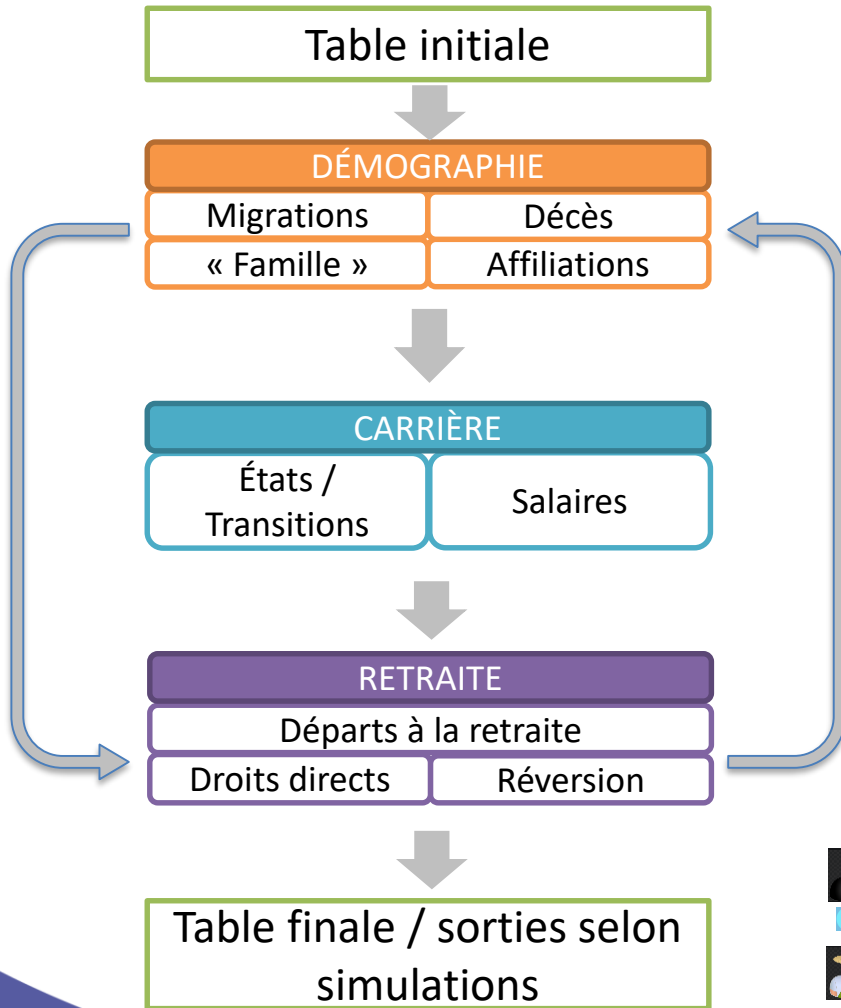 Table initiale
DÉMOGRAPHIE
Migrations
Décès
« Famille »
Affiliations
CARRIÈRE
États /
Transitions
Salaires
RETRAITE
Départs à la retraite
Droits directs
Réversion
Table finale / sorties selon
simulations